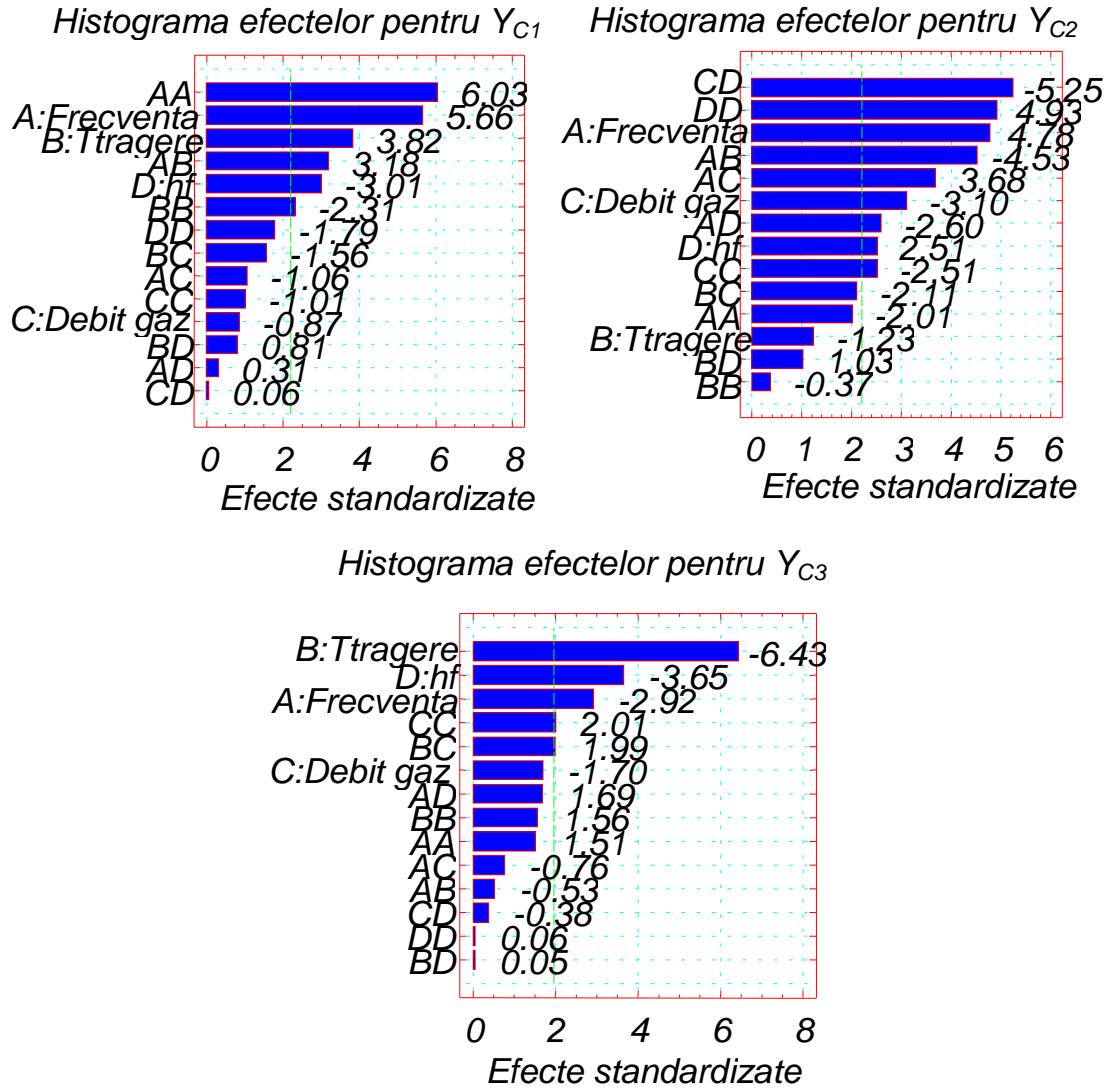 Histograma efectelor pentru YC1
AA 6.03
A:Frecventa 5.66
B:Ttragere 3.82
AB 3.18
D:hf -3.01
BB -2.31
DD -1.79
BC -1.56
AC -1.06
CC -1.01
C:Debit gaz -0.87
BD 0.81
AD 0.31
CD 0.06
0 2 4 6 8
Efecte standardizate
Histograma efectelor pentru YC2
CD -5.25
DD 4.93
A:Frecventa 4.78
AB -4.53
AC 3.68
C:Debit gaz -3.10
AD -2.60
D:hf 2.51
CC -2.51
BC -2.11
AA -2.01
B:Ttragere -1.23
BD 1.03
BB -0.37
0 1 2 3 4 5 6
Efecte standardizate
Histograma efectelor pentru YC3
B:Ttragere -6.43
D:hf -3.65
A:Frecventa -2.92
CC 2.01
BC 1.99
C:Debit gaz -1.70
AD 1.69
BB 1.56
AA 1.51
AC -0.76
AB -0.53
CD -0.38
DD 0.06
BD 0.05
0 2 4 6 8
Efecte standardizate